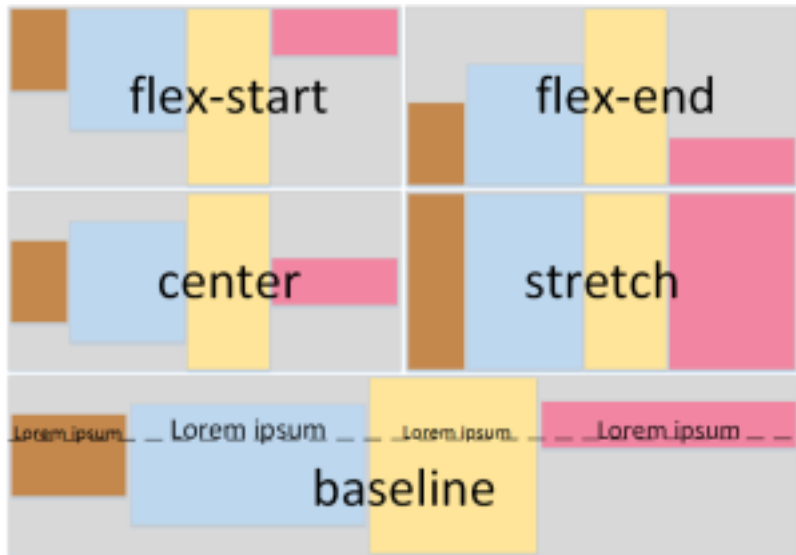 flex-start
flex-end
center
stretch
Lorem ipsum
Lorem ipsum
Lorem ipsum
Lorem ipsum
baseline